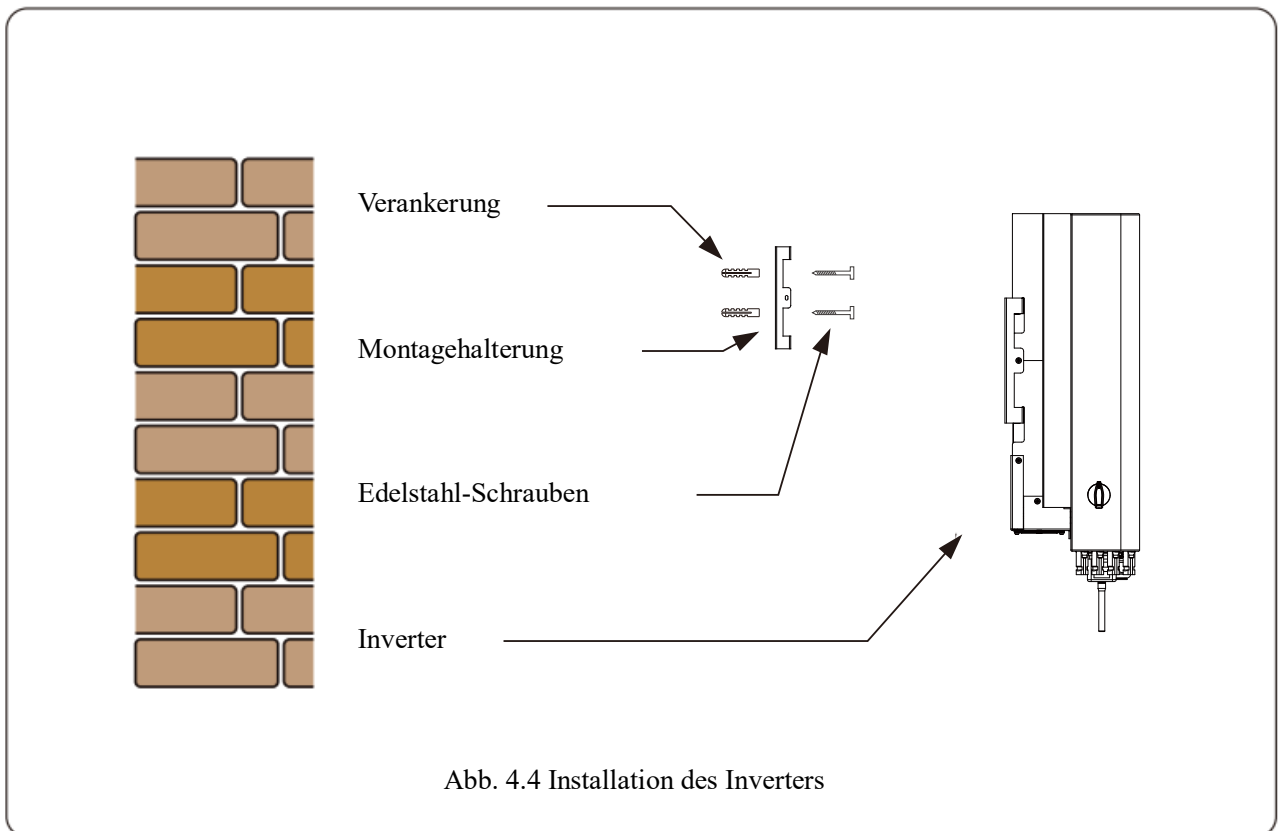 Verankerung
Montagehalterung
Edelstahl-Schrauben
Inverter
Abb. 4.4 Installation des Inverters